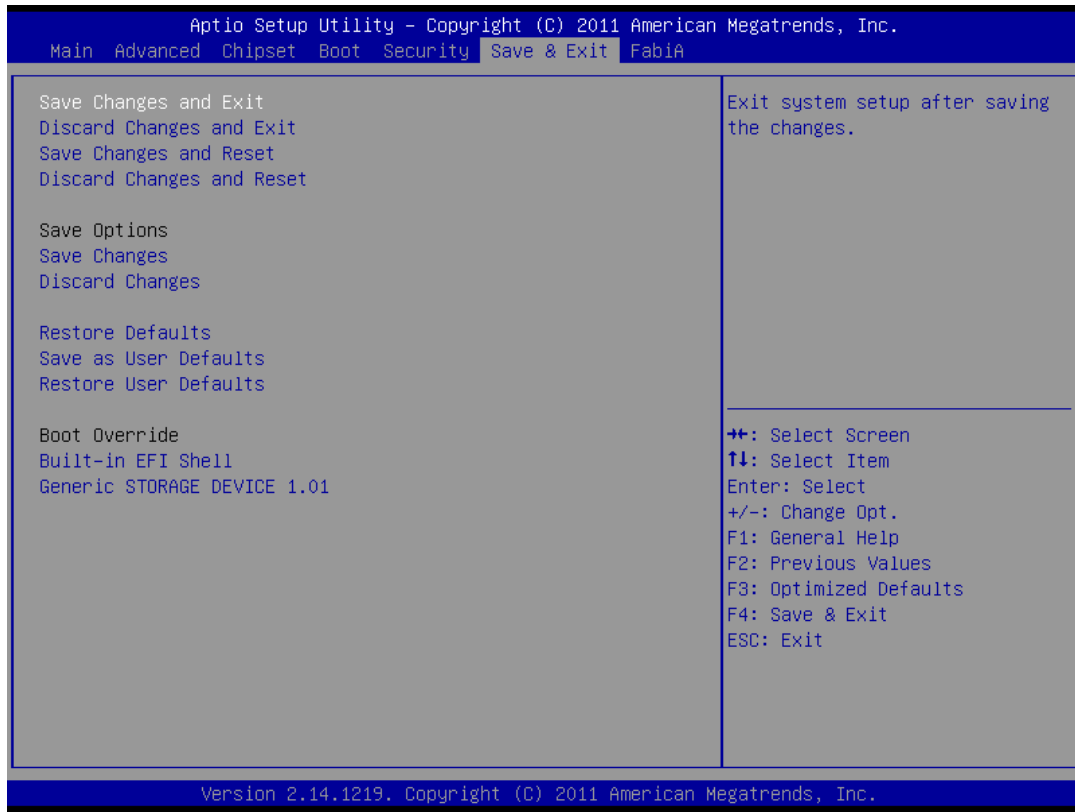 Aptio Setup Utility – Copyright (C) 2011 American Megatrends, Inc.
Main Advanced Chipset Boot Security Save & Exit FabiA
Save Changes and Exit
Discard Changes and Exit
Save Changes and Reset
Discard Changes and Reset
Save Options
Save Changes
Discard Changes
Restore Defaults
Save as User Defaults
Restore User Defaults
Boot Override
Built-in EFI Shell
Generic STORAGE DEVICE 1.01
Exit system setup after saving
the changes.
→←: Select Screen
↑↓: Select Item
Enter: Select
+/-: Change Opt.
F1: General Help
F2: Previous Values
F3: Optimized Defaults
F4: Save & Exit
ESC: Exit
Version 2.14.1219. Copyright (C) 2011 American Megatrends, Inc.